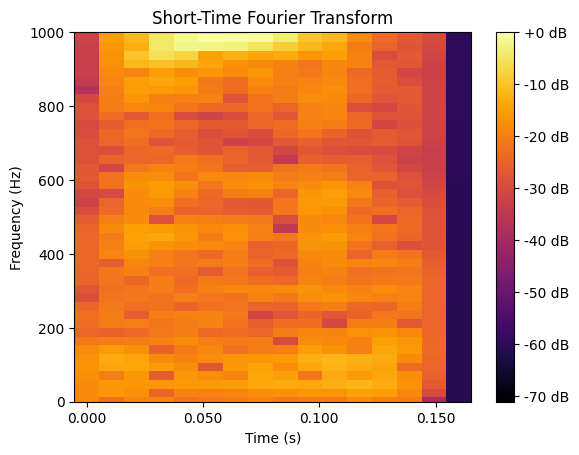 Short-Time Fourier Transform
Frequency (Hz)
1000
800
600
400
200
0
0.000
0.050
0.100
0.150
Time (s)
+0 dB
-10 dB
-20 dB
-30 dB
-40 dB
-50 dB
-60 dB
-70 dB